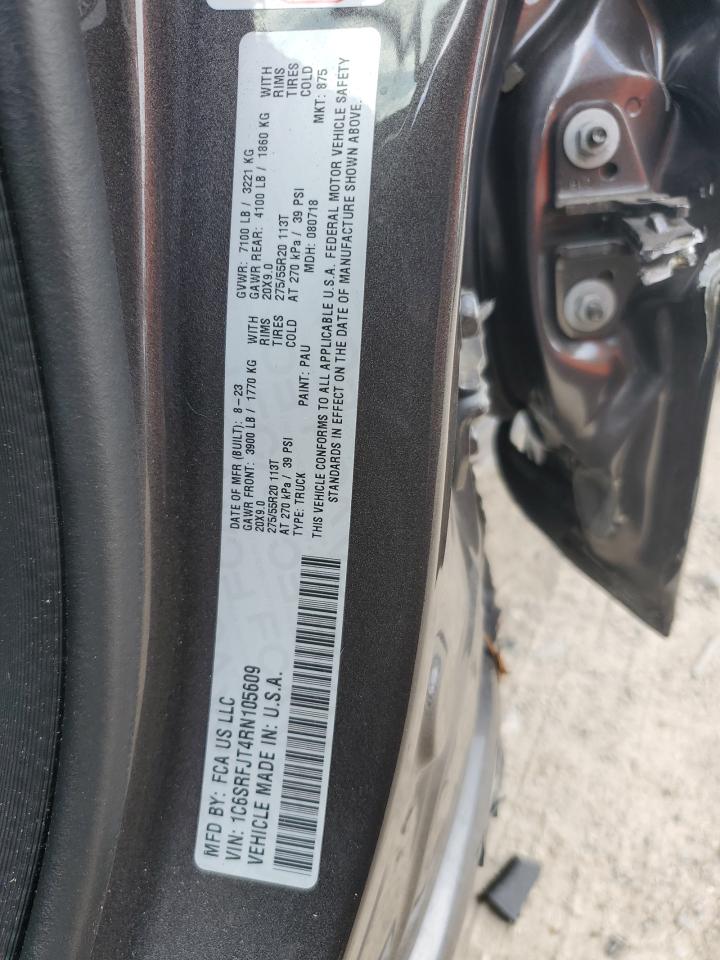 MFD BY: FCA US LLC
VIN: 1C6SRFJT4RN105609
VEHICLE MADE IN: U.S.A.
DATE OF MFR (BUILT): 8-23
GAWR FRONT: 3900 LB / 1770 KG WITH
20X9.0 RIMS
275/55R20 113T TIRES
AT 270 kPa / 39 PSI COLD
TYPE: TRUCK PAINT: PAU
GVWR: 7100 LB / 3221 KG
GAWR REAR: 4100 LB / 1860 KG WITH
20X9.0 RIMS
275/55R20 113T TIRES
AT 270 kPa / 39 PSI COLD
MDH: 080718 MKT: 875
THIS VEHICLE CONFORMS TO ALL APPLICABLE U.S.A. FEDERAL MOTOR VEHICLE SAFETY
STANDARDS IN EFFECT ON THE DATE OF MANUFACTURE SHOWN ABOVE.